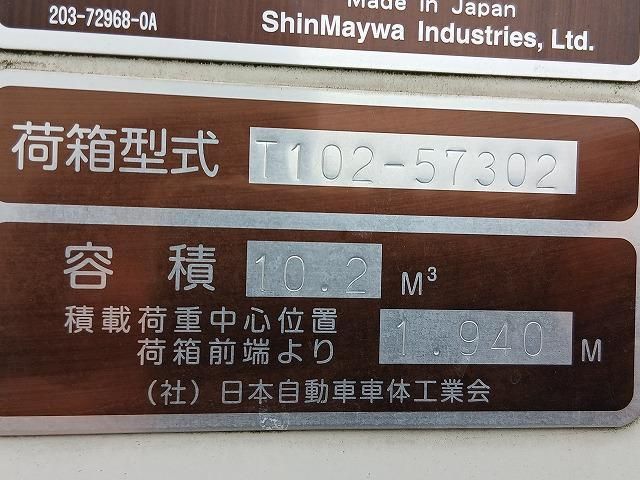 Made in Japan
203-72968-0A
ShinMaywa Industries, Ltd.
荷箱型式 T102-57302
容積 10.2 M³
積載荷重中心位置
荷箱前端より 1.940 M
(社)日本自動車車体工業会